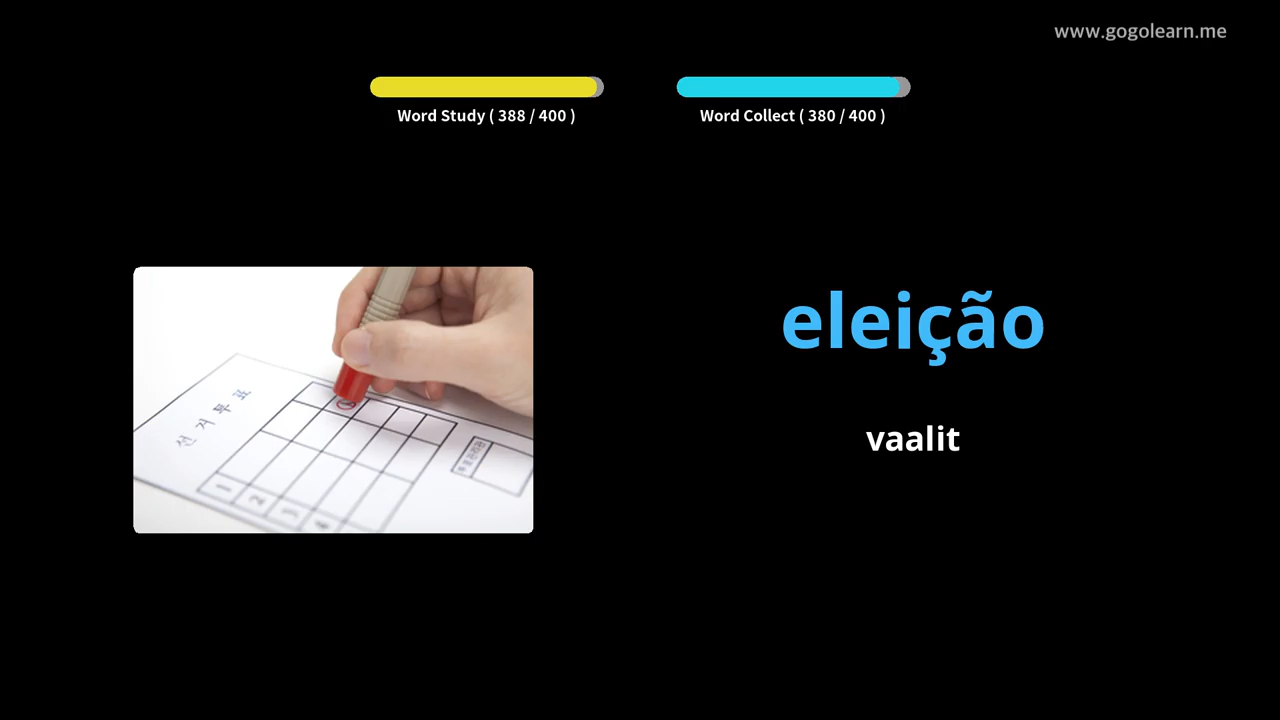 www.gogolearn.me
Word Study ( 388 / 400 )
Word Collect ( 380 / 400 )
eleição
vaalit
선거투표
1
2
3
4